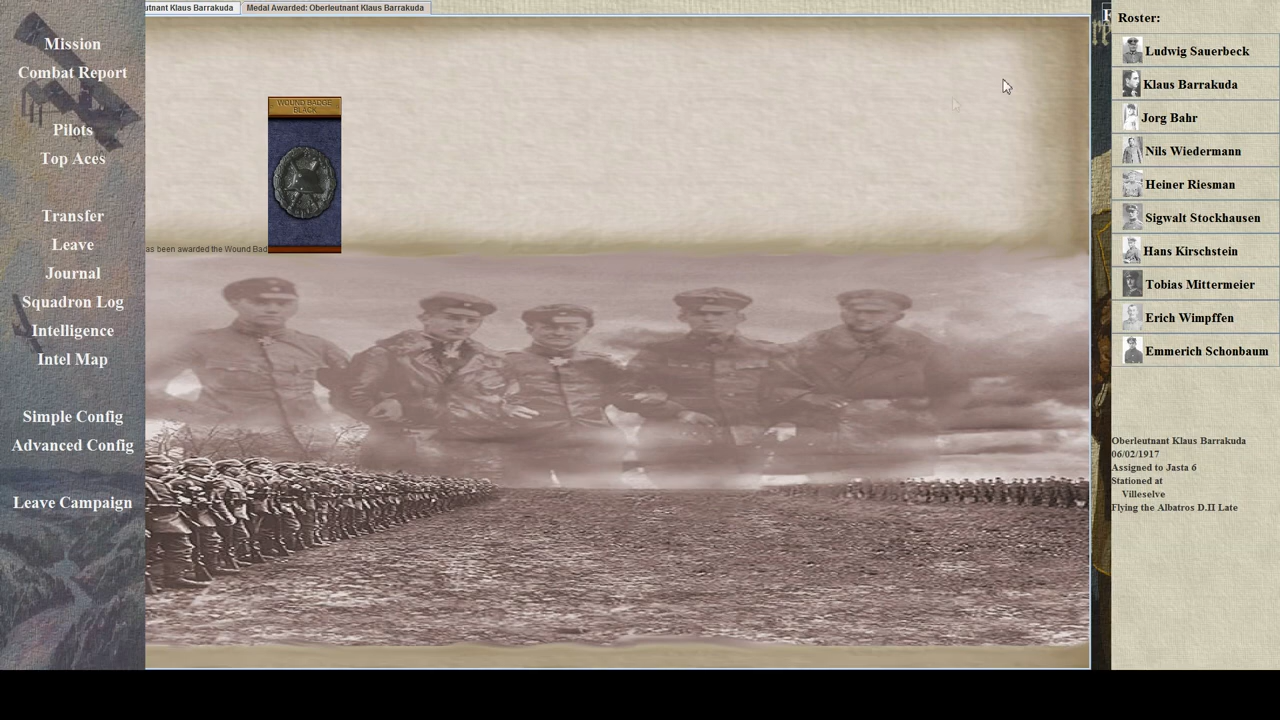 utnant Klaus Barrakuda
Medal Awarded: Oberleutnant Klaus Barrakuda
Mission
Combat Report
Pilots
Top Aces
Transfer
Leave
Journal
Squadron Log
Intelligence
Intel Map
Simple Config
Advanced Config
Leave Campaign
WOUND BADGE
BLACK
as been awarded the Wound Bad
Roster:
Ludwig Sauerbeck
Klaus Barrakuda
Jorg Bahr
Nils Wiedermann
Heiner Riesman
Sigwalt Stockhausen
Hans Kirschstein
Tobias Mittermeier
Erich Wimpffen
Emmerich Schonbaum
Oberleutnant Klaus Barrakuda
06/02/1917
Assigned to Jasta 6
Stationed at
Villeselve
Flying the Albatros D.II Late